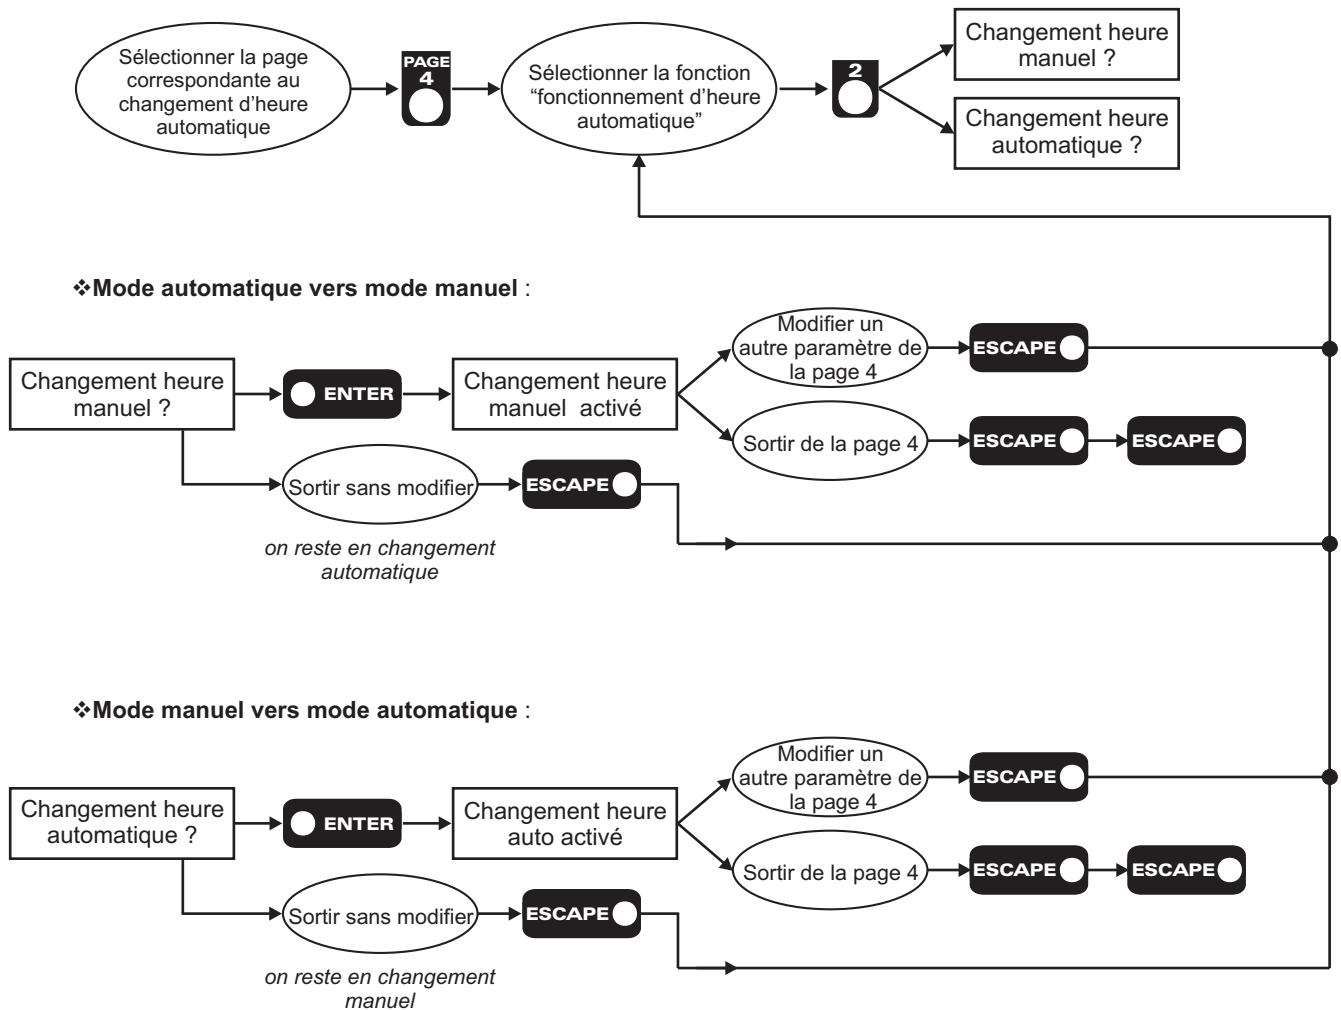 Sélectionner la page
correspondante au
changement d'heure
automatique
PAGE
4
Sélectionner la fonction
“fonctionnement d'heure
automatique”
2
Changement heure
manuel ?
Changement heure
automatique ?
❖Mode automatique vers mode manuel :
Changement heure
manuel ?
ENTER
Changement heure
manuel activé
Modifier un
autre paramètre de
la page 4
ESCAPE
Sortir de la page 4
ESCAPE
ESCAPE
Sortir sans modifier
ESCAPE
on reste en changement
automatique
❖Mode manuel vers mode automatique :
Changement heure
automatique ?
ENTER
Changement heure
auto activé
Modifier un
autre paramètre de
la page 4
ESCAPE
Sortir de la page 4
ESCAPE
ESCAPE
Sortir sans modifier
ESCAPE
on reste en changement
manuel